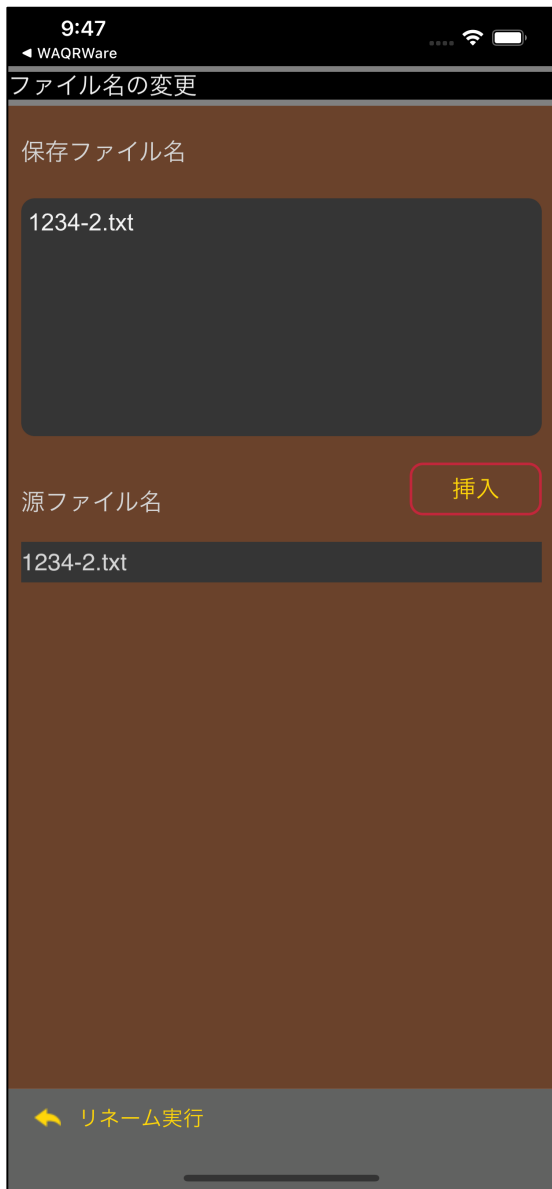 9:47
◀ WAQRWare
ファイル名の変更
保存ファイル名
1234-2.txt
挿入
源ファイル名
1234-2.txt
リネーム実行